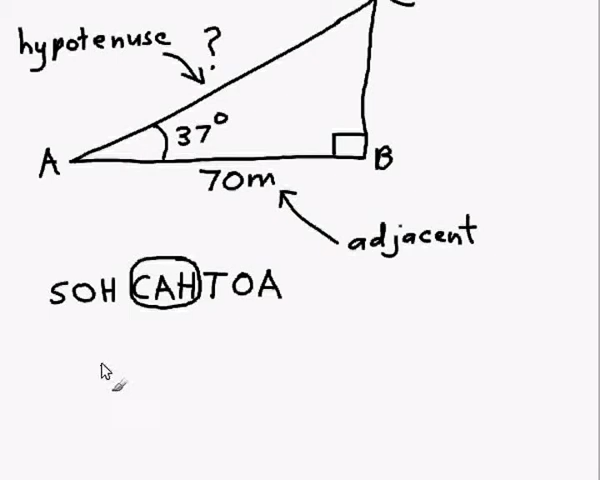 hypotenuse ?
37°
A
B
70m
adjacent
SOH CAH TOA